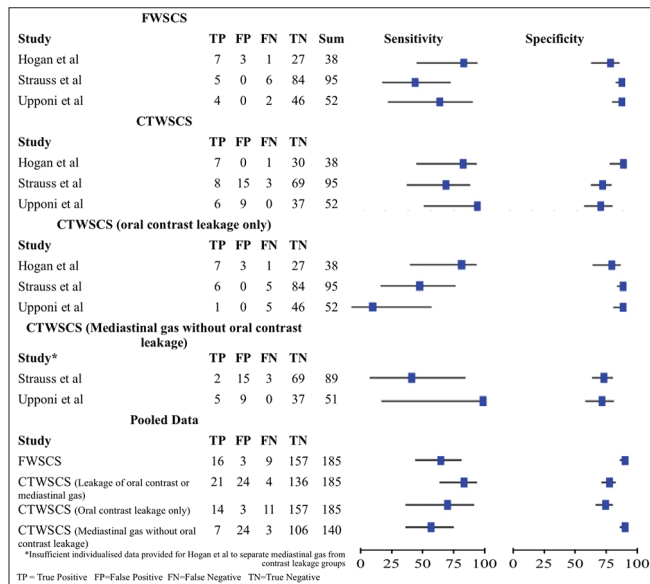 FWSCS
Study TP FP FN TN Sum Sensitivity Specificity
Hogan et al 7 3 1 27 38
Strauss et al 5 0 6 84 95
Upponi et al 4 0 2 46 52
CTWSCS
Study TP FP FN TN
Hogan et al 7 0 1 30 38
Strauss et al 8 15 3 69 95
Upponi et al 6 9 0 37 52
CTWSCS (oral contrast leakage only)
Study TP FP FN TN
Hogan et al 7 3 1 27 38
Strauss et al 6 0 5 84 95
Upponi et al 1 0 5 46 52
CTWSCS (Mediastinal gas without oral contrast
leakage)
Study* TP FP FN TN
Strauss et al 2 15 3 69 89
Upponi et al 5 9 0 37 51
Pooled Data
Study TP FP FN TN
FWSCS 16 3 9 157 185
CTWSCS (Leakage of oral contrast or
mediastinal gas) 21 24 4 136 185
CTWSCS (Oral contrast leakage only) 14 3 11 157 185
CTWSCS (Mediastinal gas without oral
contrast leakage) 7 24 3 106 140
*Insufficient individualised data provided for Hogan et al to separate mediastinal gas from
contrast leakage groups
0 25 50 75 100 0 25 50 75 100
TP = True Positive FP=False Positive FN=False Negative TN=True Negative